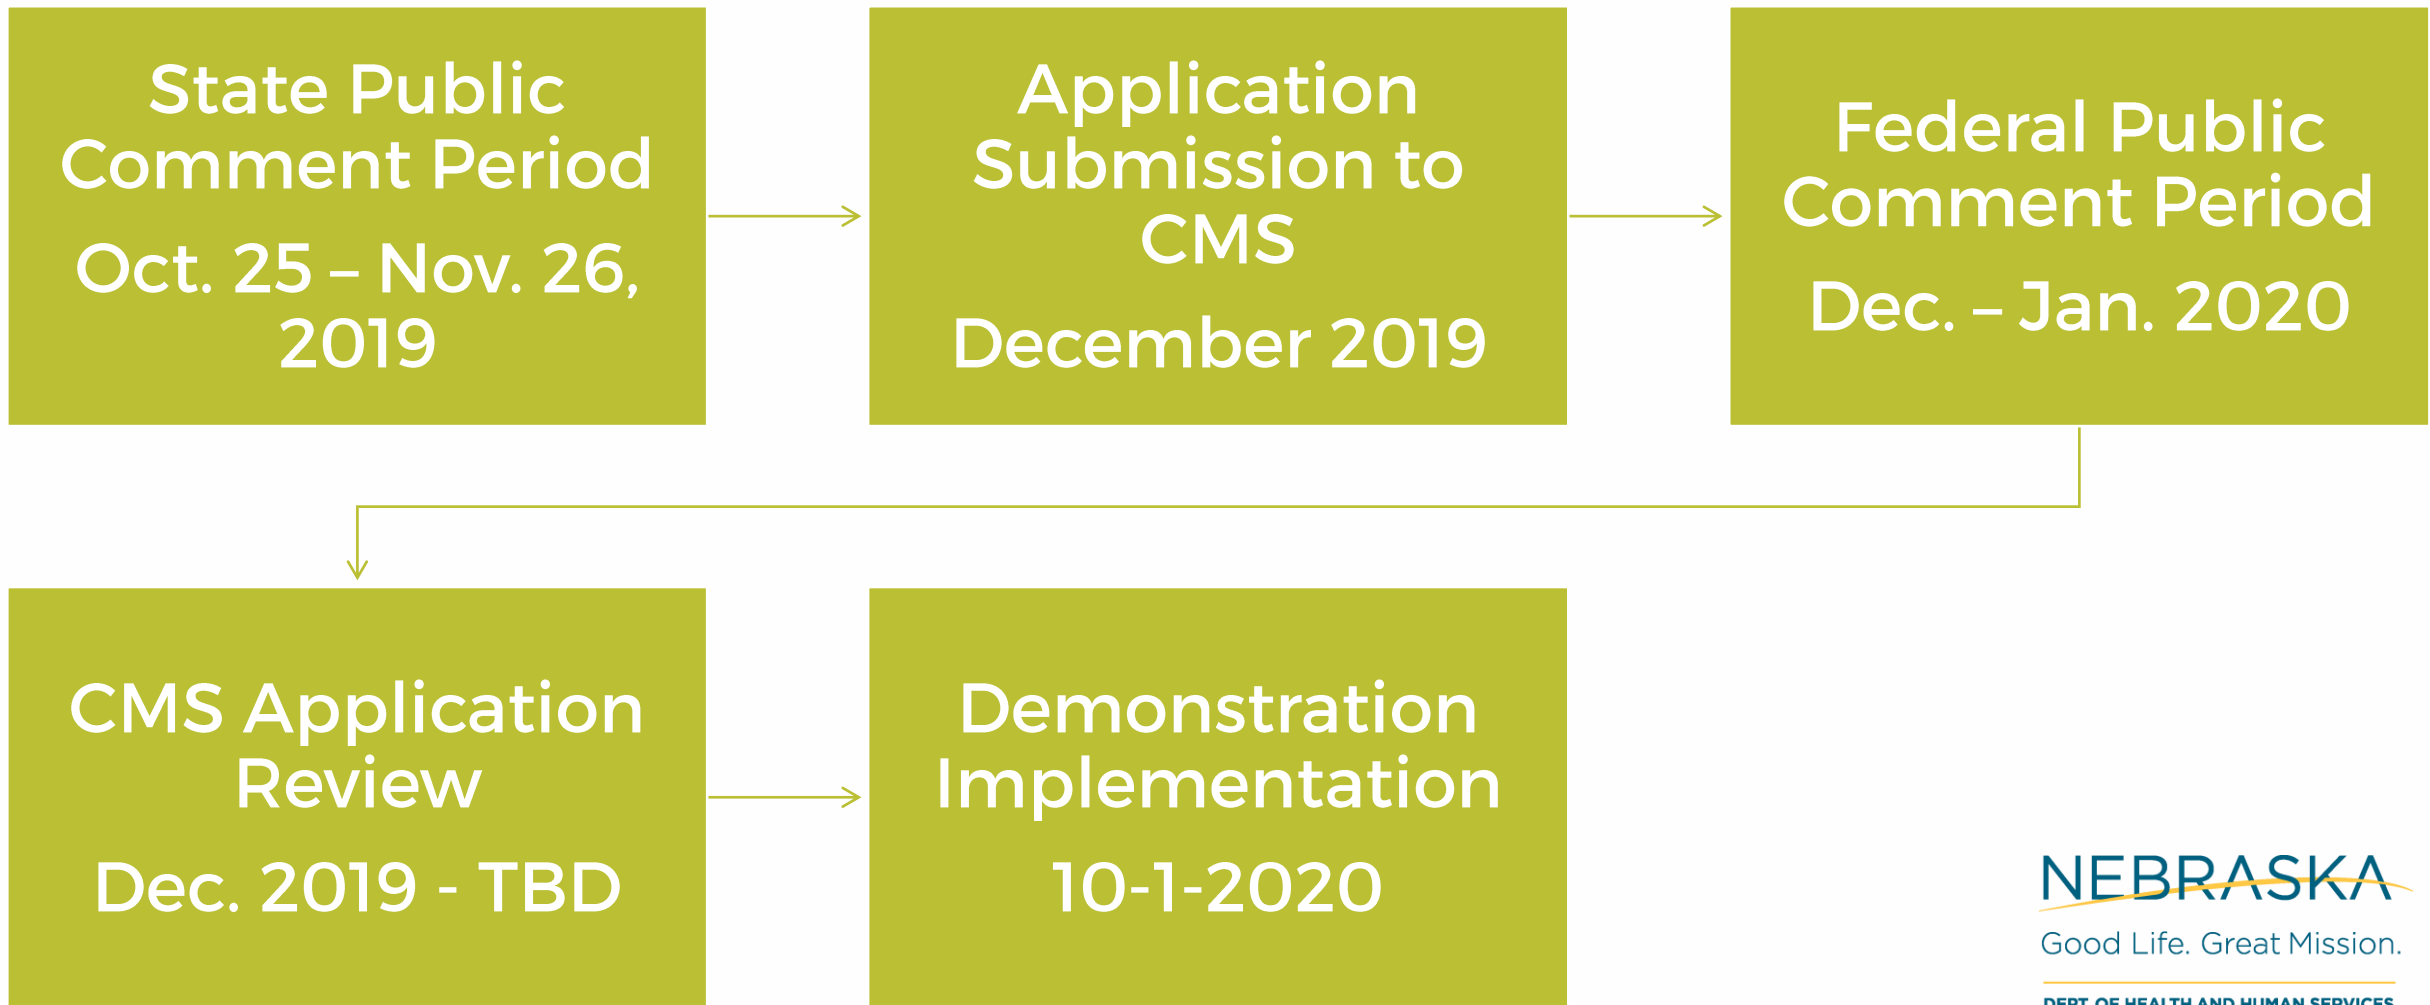 State Public
Comment Period
Oct. 25 – Nov. 26,
2019
Application
Submission to
CMS
December 2019
Federal Public
Comment Period
Dec. – Jan. 2020
CMS Application
Review
Dec. 2019 - TBD
Demonstration
Implementation
10-1-2020
NEBRASKA
Good Life. Great Mission.
DEPT. OF HEALTH AND HUMAN SERVICES